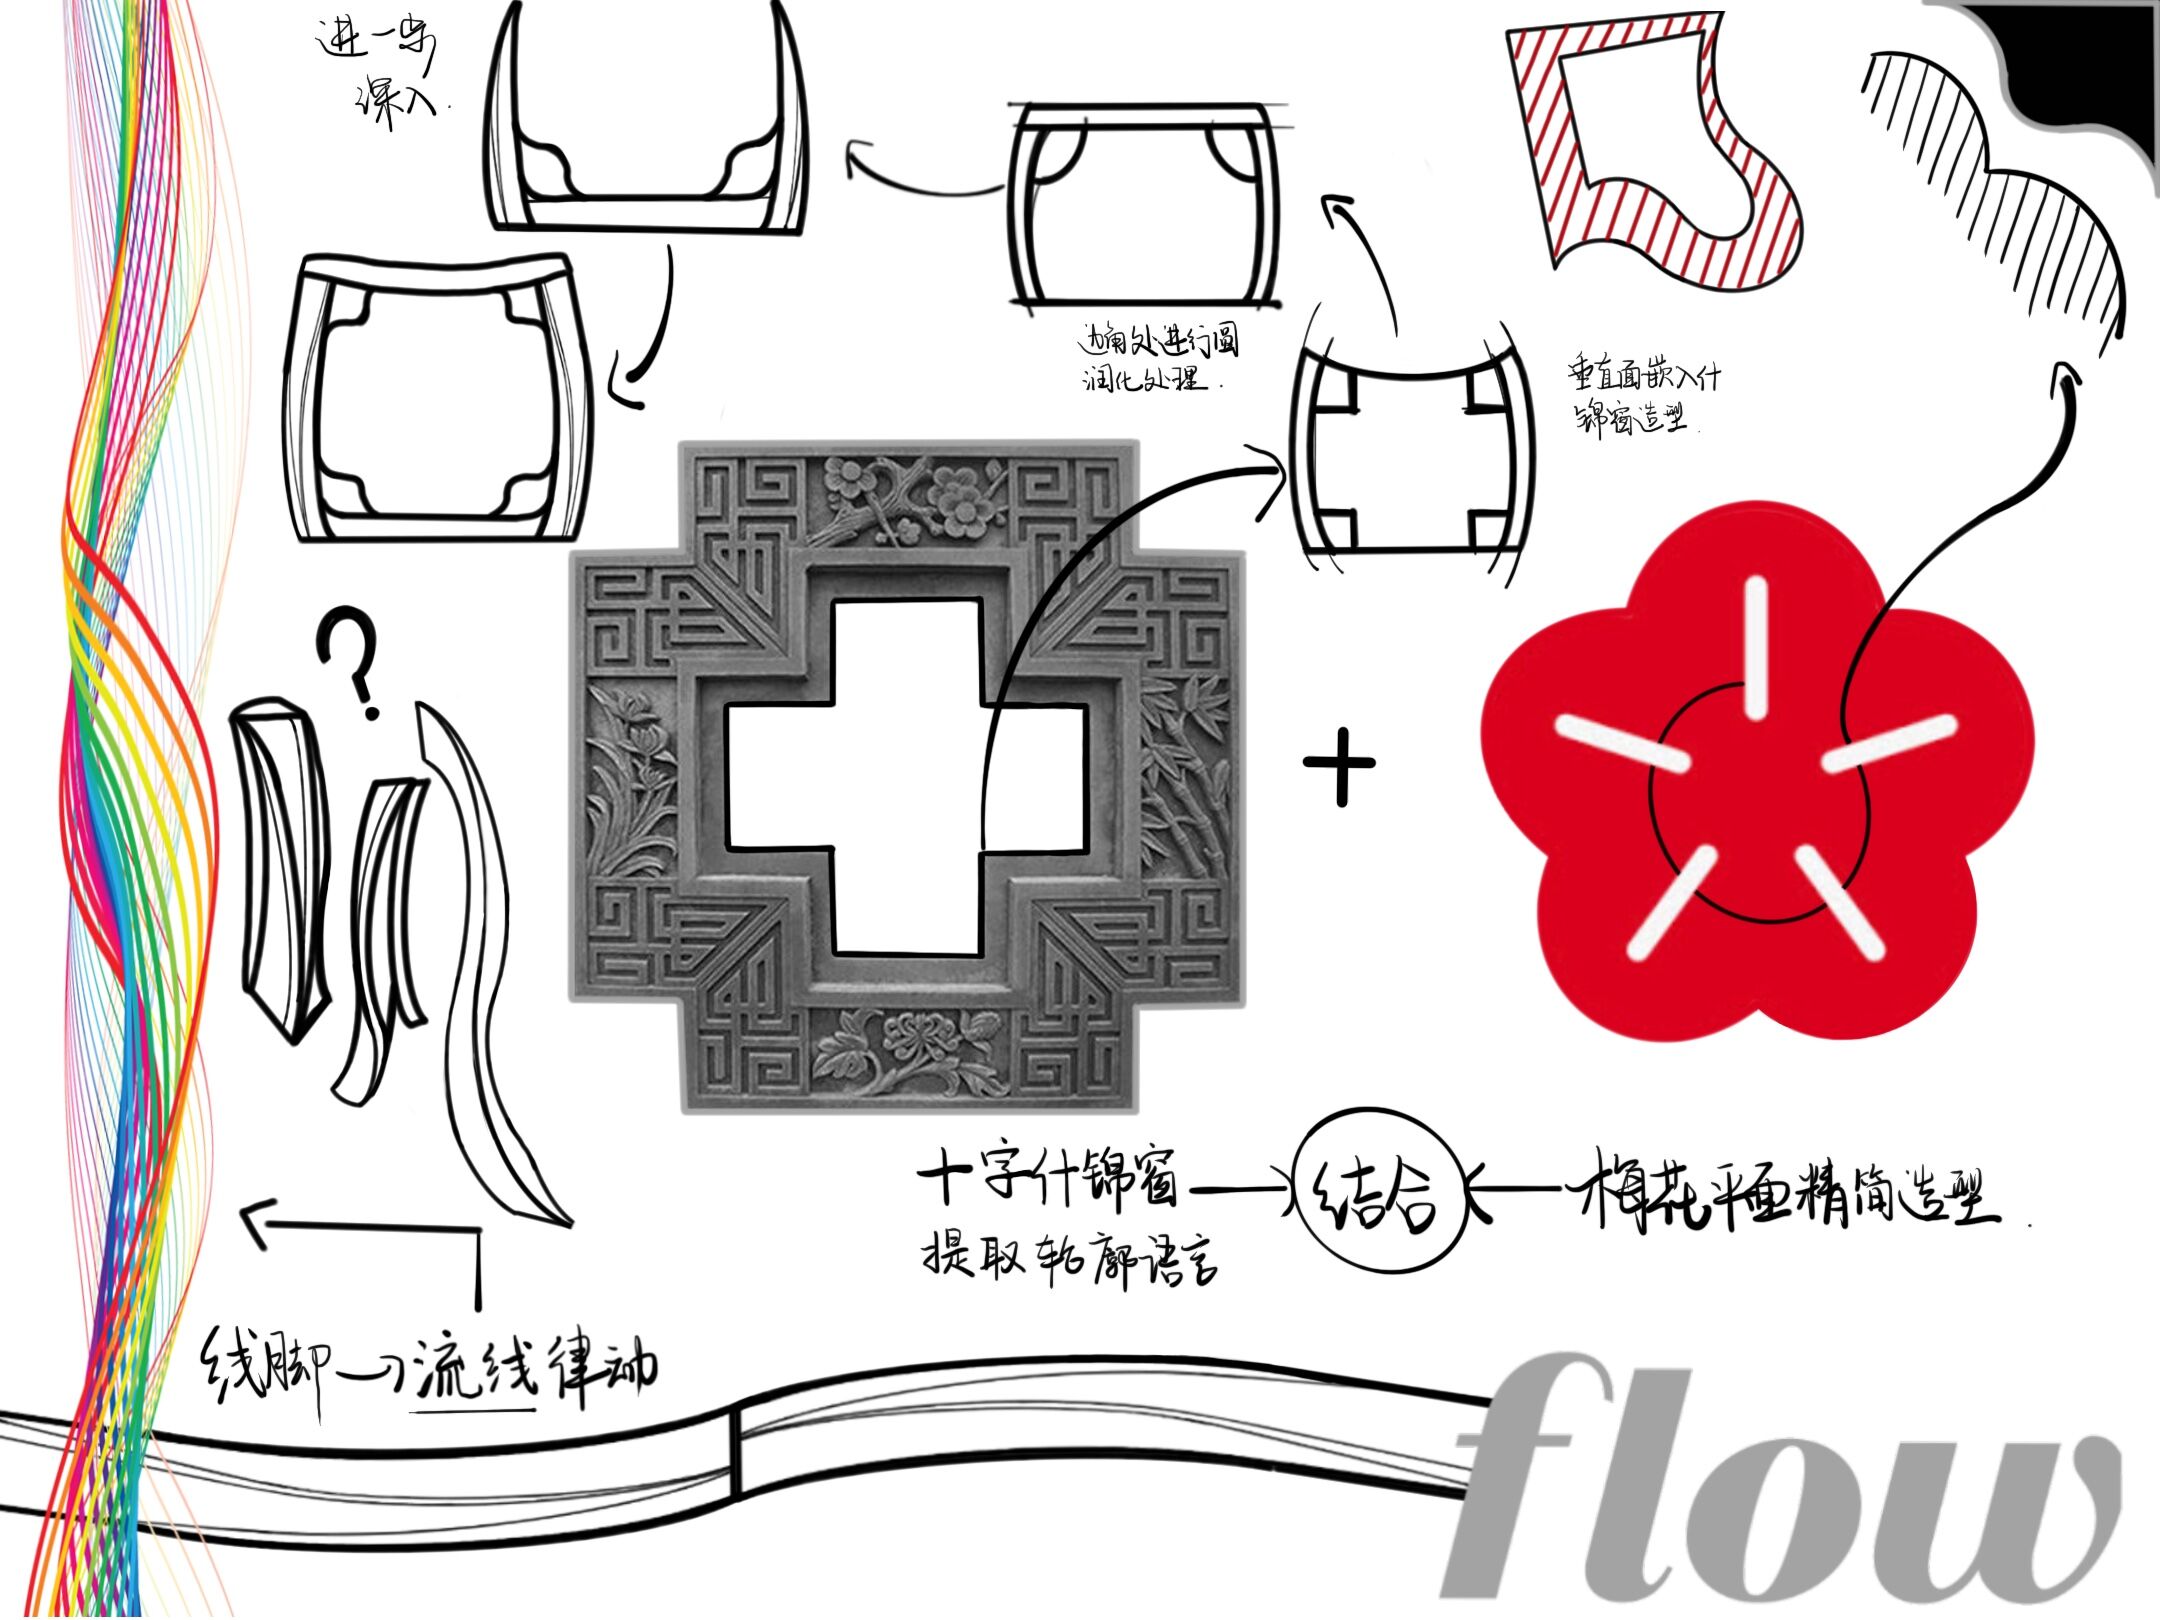 进一步
深入.
边角处进行圆
润化处理.
垂直面嵌入什
锦窗造型.
?
+
十字什锦窗
提取轮廓语言
结合
梅花平面精简造型.
线脚→流线律动
flow